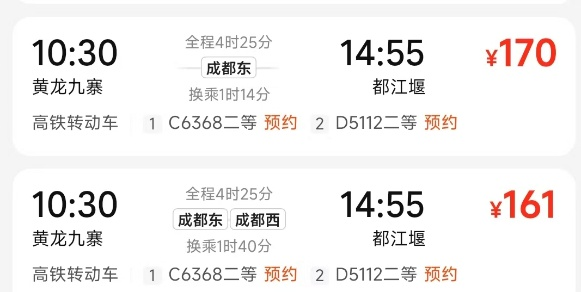 10:30 全程4时25分 14:55 ¥170
成都东
黄龙九寨 换乘1时14分 都江堰
高铁转动车 1 C6368二等 预约 2 D5112二等 预约
10:30 全程4时25分 14:55 ¥161
成都东 成都西
黄龙九寨 换乘1时40分 都江堰
高铁转动车 1 C6368二等 预约 2 D5112二等 预约